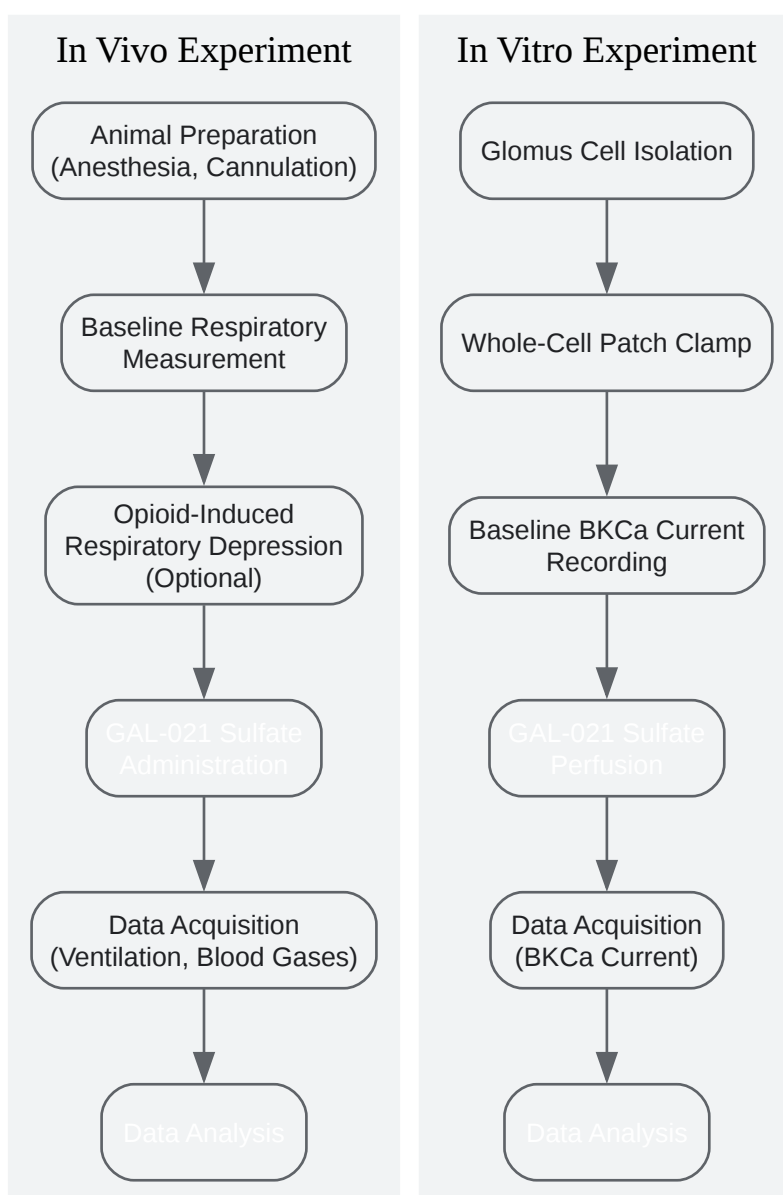 In Vivo Experiment
Animal Preparation
(Anesthesia, Cannulation)
Baseline Respiratory
Measurement
Opioid-Induced
Respiratory Depression
(Optional)
GAL-021 Sulfate
Administration
Data Acquisition
(Ventilation, Blood Gases)
Data Analysis
In Vitro Experiment
Glomus Cell Isolation
Whole-Cell Patch Clamp
Baseline BKCa Current
Recording
GAL-021 Sulfate
Perfusion
Data Acquisition
(BKCa Current)
Data Analysis